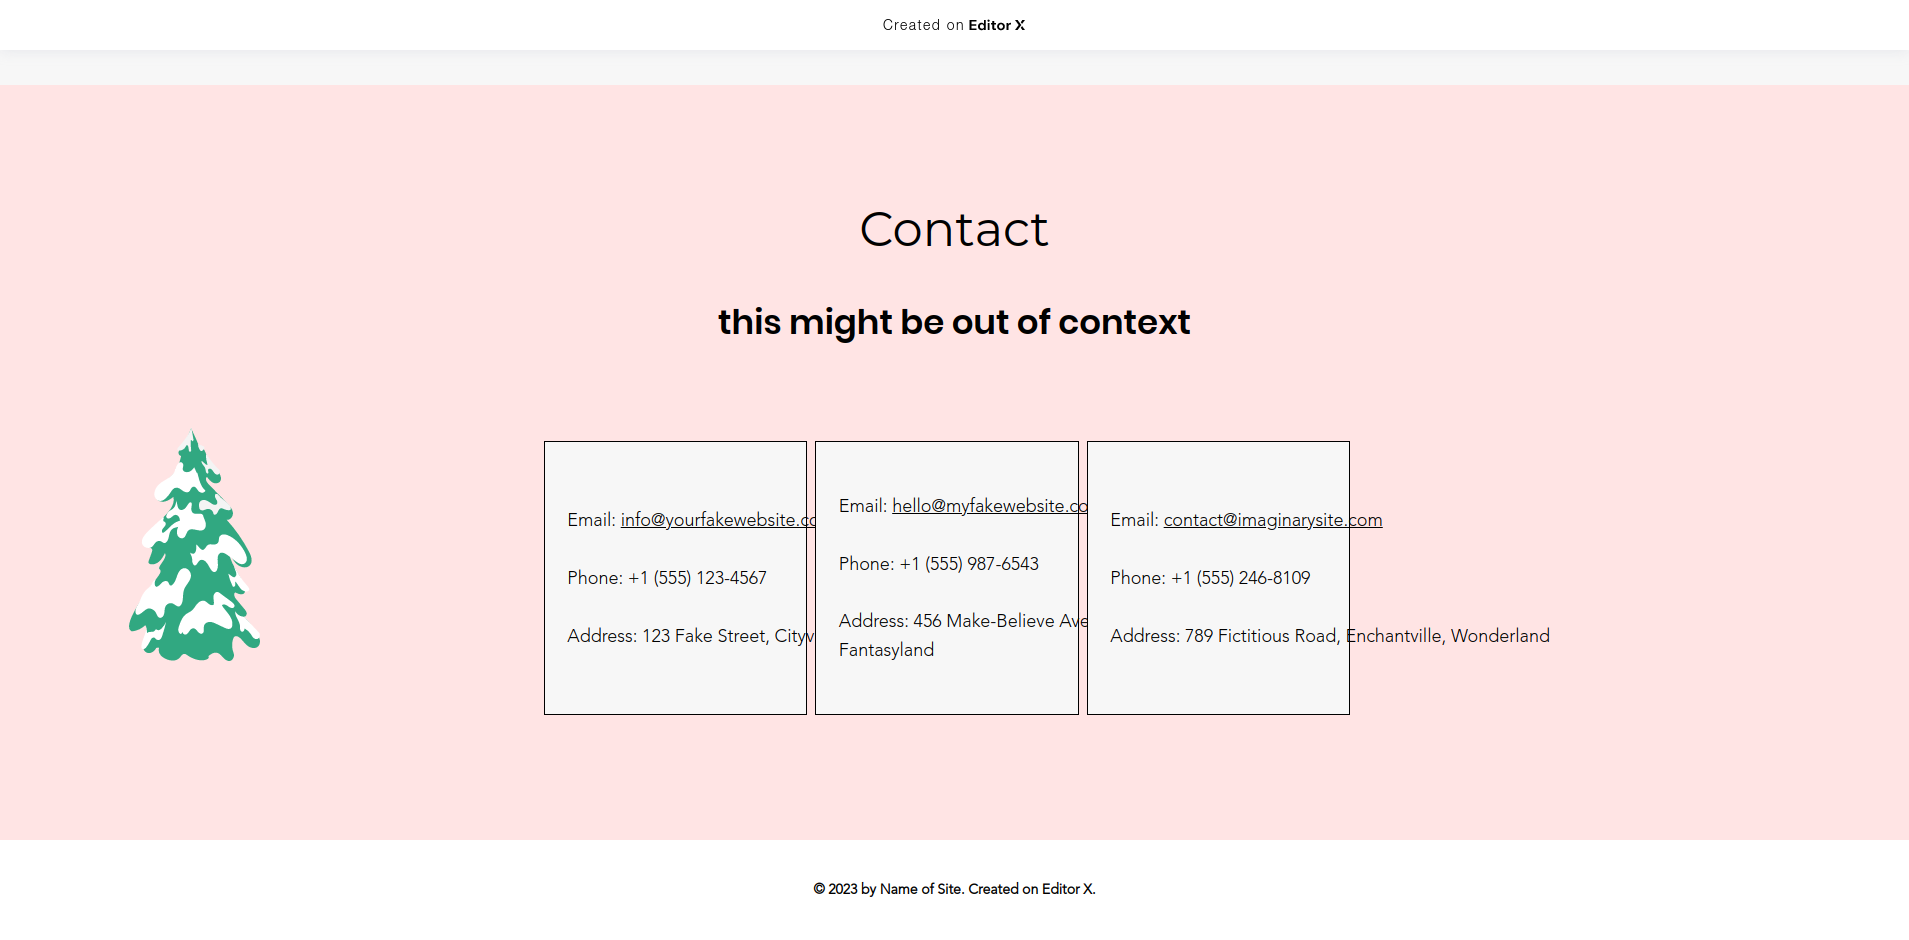 Created on Editor X
Contact
this might be out of context
Email: info@yourfakewebsite.co
Phone: +1 (555) 123-4567
Address: 123 Fake Street,
Email: hello@myfakewebsite.co
Phone: +1 (555) 987-6543
Address: 456 Make-Believe Ave
Fantasyland
Email: contact@imaginarysite.com
Phone: +1 (555) 246-8109
Address: 789 Fictitious Road, Enchantville, Wonderland
© 2023 by Name of Site. Created on Editor X.